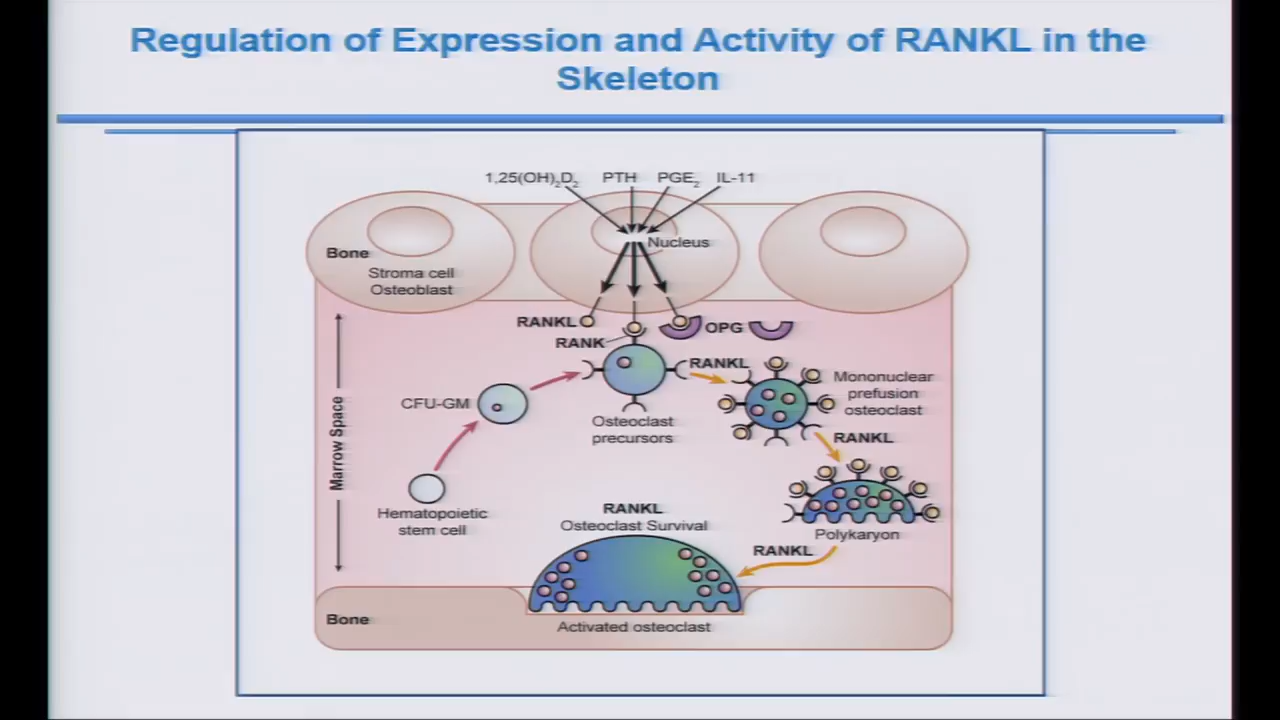 Regulation of Expression and Activity of RANKL in the
Skeleton
1,25(OH)2D2 PTH PGE2 IL-11
Nucleus
Bone
Stroma cell
Osteoblast
RANKL
OPG
RANK
RANKL
Mononuclear
prefusion
osteoclast
CFU-GM
Osteoclast
precursors
RANKL
Marrow Space
Hematopoietic
stem cell
RANKL
Osteoclast Survival
Polykaryon
RANKL
Bone
Activated osteoclast